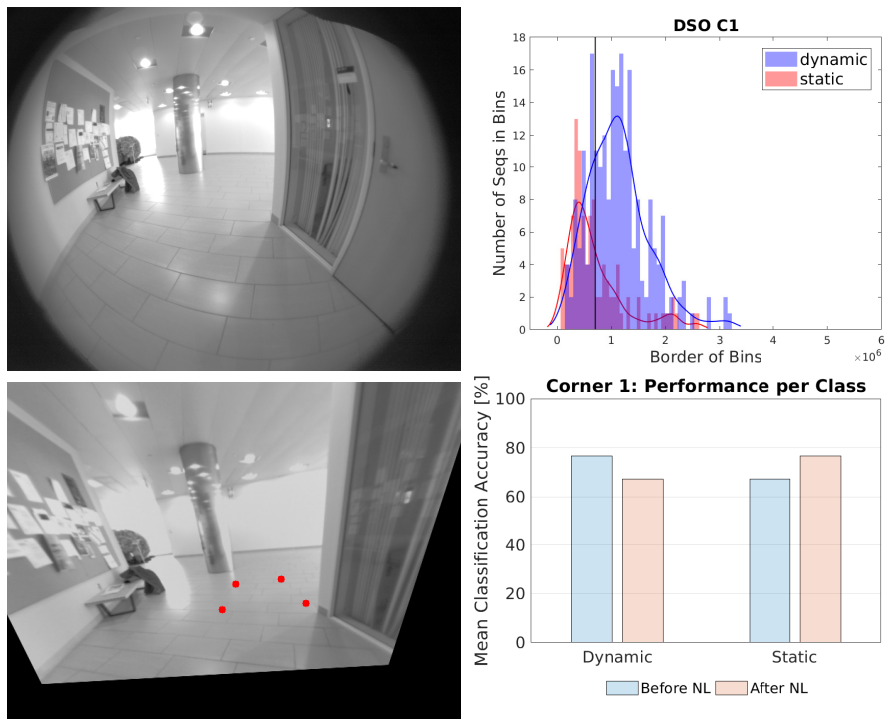 DSO C1
18
16
14
12
10
8
6
4
2
0
Number of Seqs in Bins
dynamic
static
0 1 2 3 4 5 6
×10⁶
Border of Bins
Corner 1: Performance per Class
100
80
60
40
20
0
Mean Classification Accuracy [%]
Dynamic Static
Before NL After NL